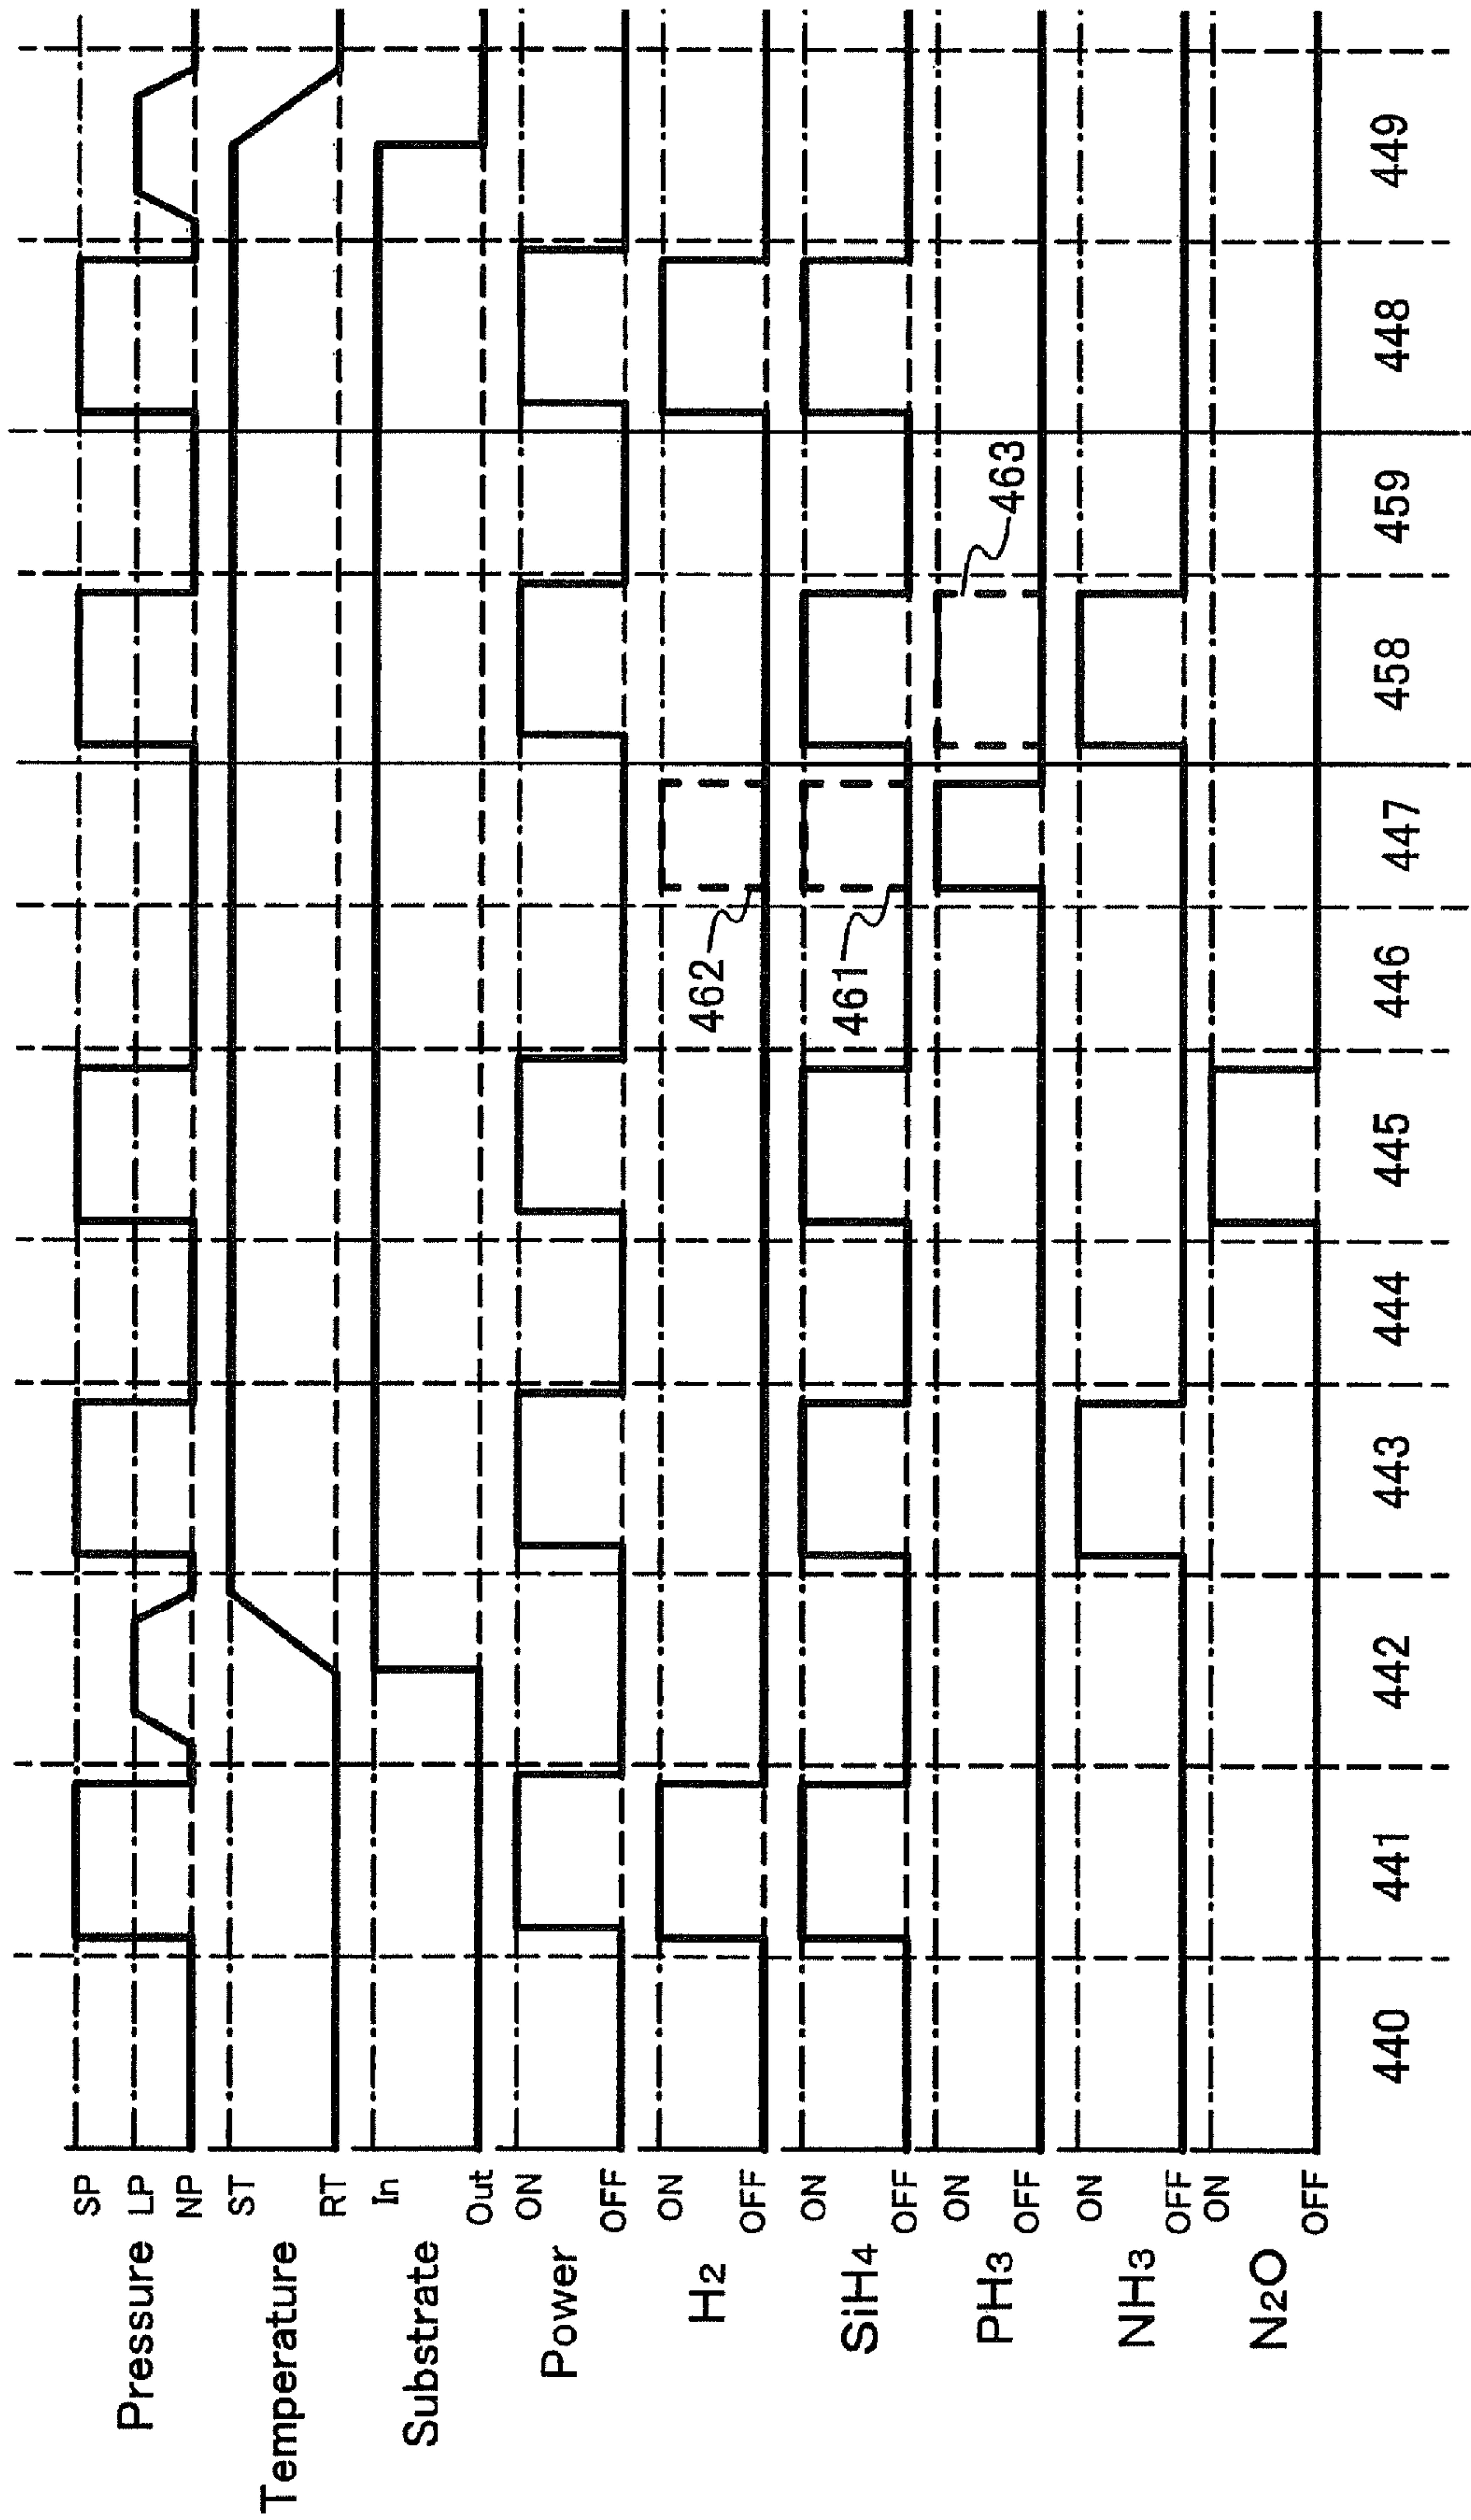 Pressure
SP
LP
NP
Temperature
ST
RT
Substrate
In
Out
Power
ON
OFF
H2
ON
OFF
462
SiH4
ON
OFF
461
PH3
ON
OFF
463
NH3
ON
OFF
N2O
ON
OFF
440 441 442 443 444 445 446 447 458 459 448 449